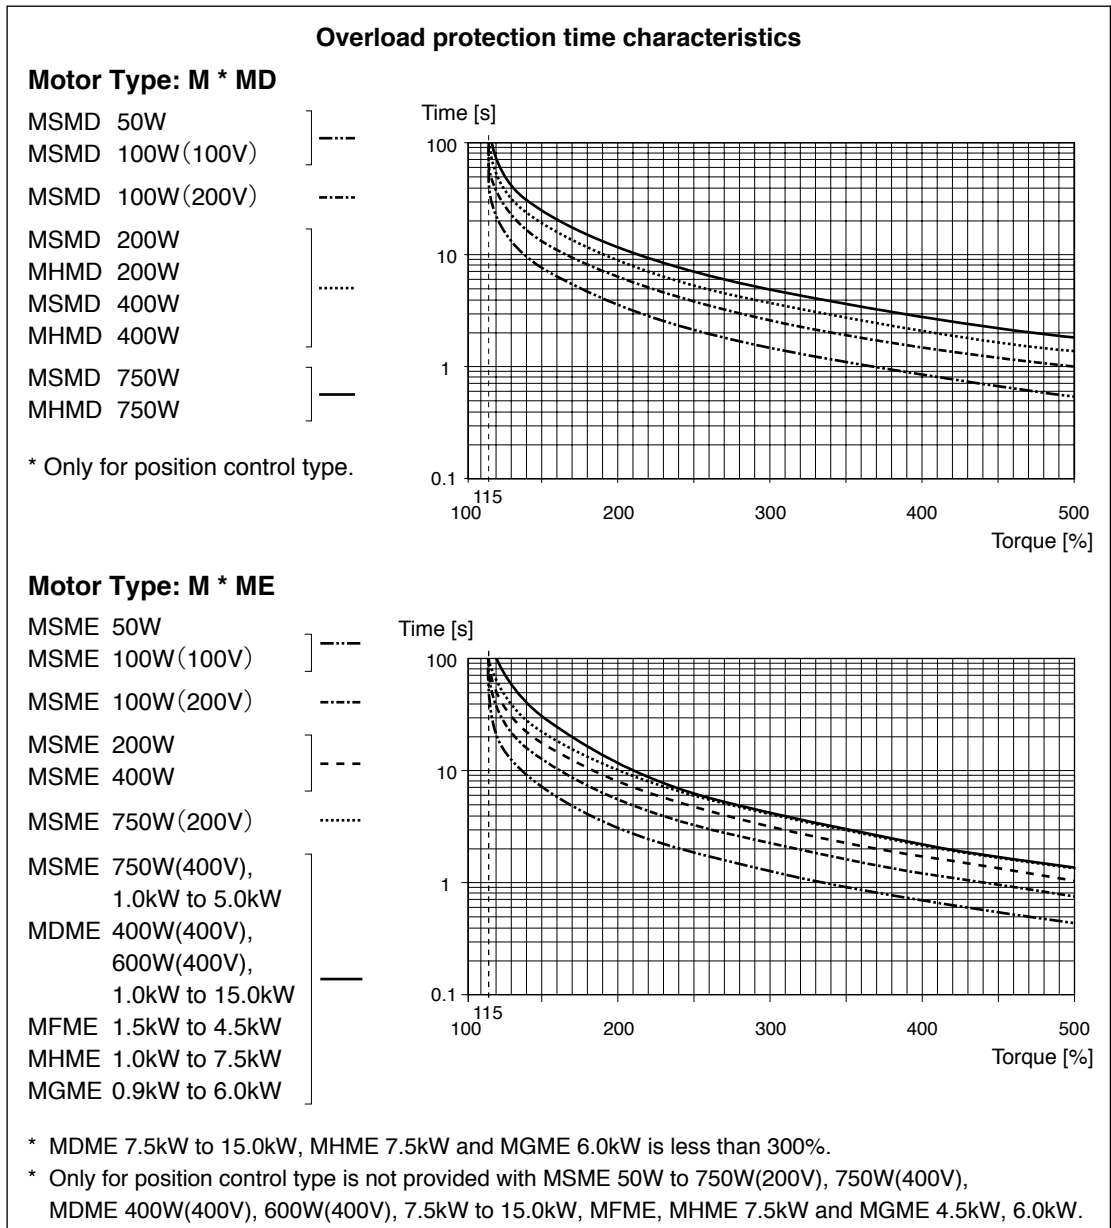 Overload protection time characteristics
Motor Type: M * MD
MSMD 50W
MSMD 100W(100V)
MSMD 100W(200V)
MSMD 200W
MHMD 200W
MSMD 400W
MHMD 400W
MSMD 750W
MHMD 750W
* Only for position control type.
Time [s]
100
10
1
0.1
115
100 200 300 400 500
Torque [%]
Motor Type: M * ME
MSME 50W
MSME 100W(100V)
MSME 100W(200V)
MSME 200W
MSME 400W
MSME 750W(200V)
MSME 750W(400V),
1.0kW to 5.0kW
MDME 400W(400V),
600W(400V),
1.0kW to 15.0kW
MFME 1.5kW to 4.5kW
MHME 1.0kW to 7.5kW
MGME 0.9kW to 6.0kW
Time [s]
100
10
1
0.1
115
100 200 300 400 500
Torque [%]
* MDME 7.5kW to 15.0kW, MHME 7.5kW and MGME 6.0kW is less than 300%.
* Only for position control type is not provided with MSME 50W to 750W(200V), 750W(400V),
MDME 400W(400V), 600W(400V), 7.5kW to 15.0kW, MFME, MHME 7.5kW and MGME 4.5kW, 6.0kW.